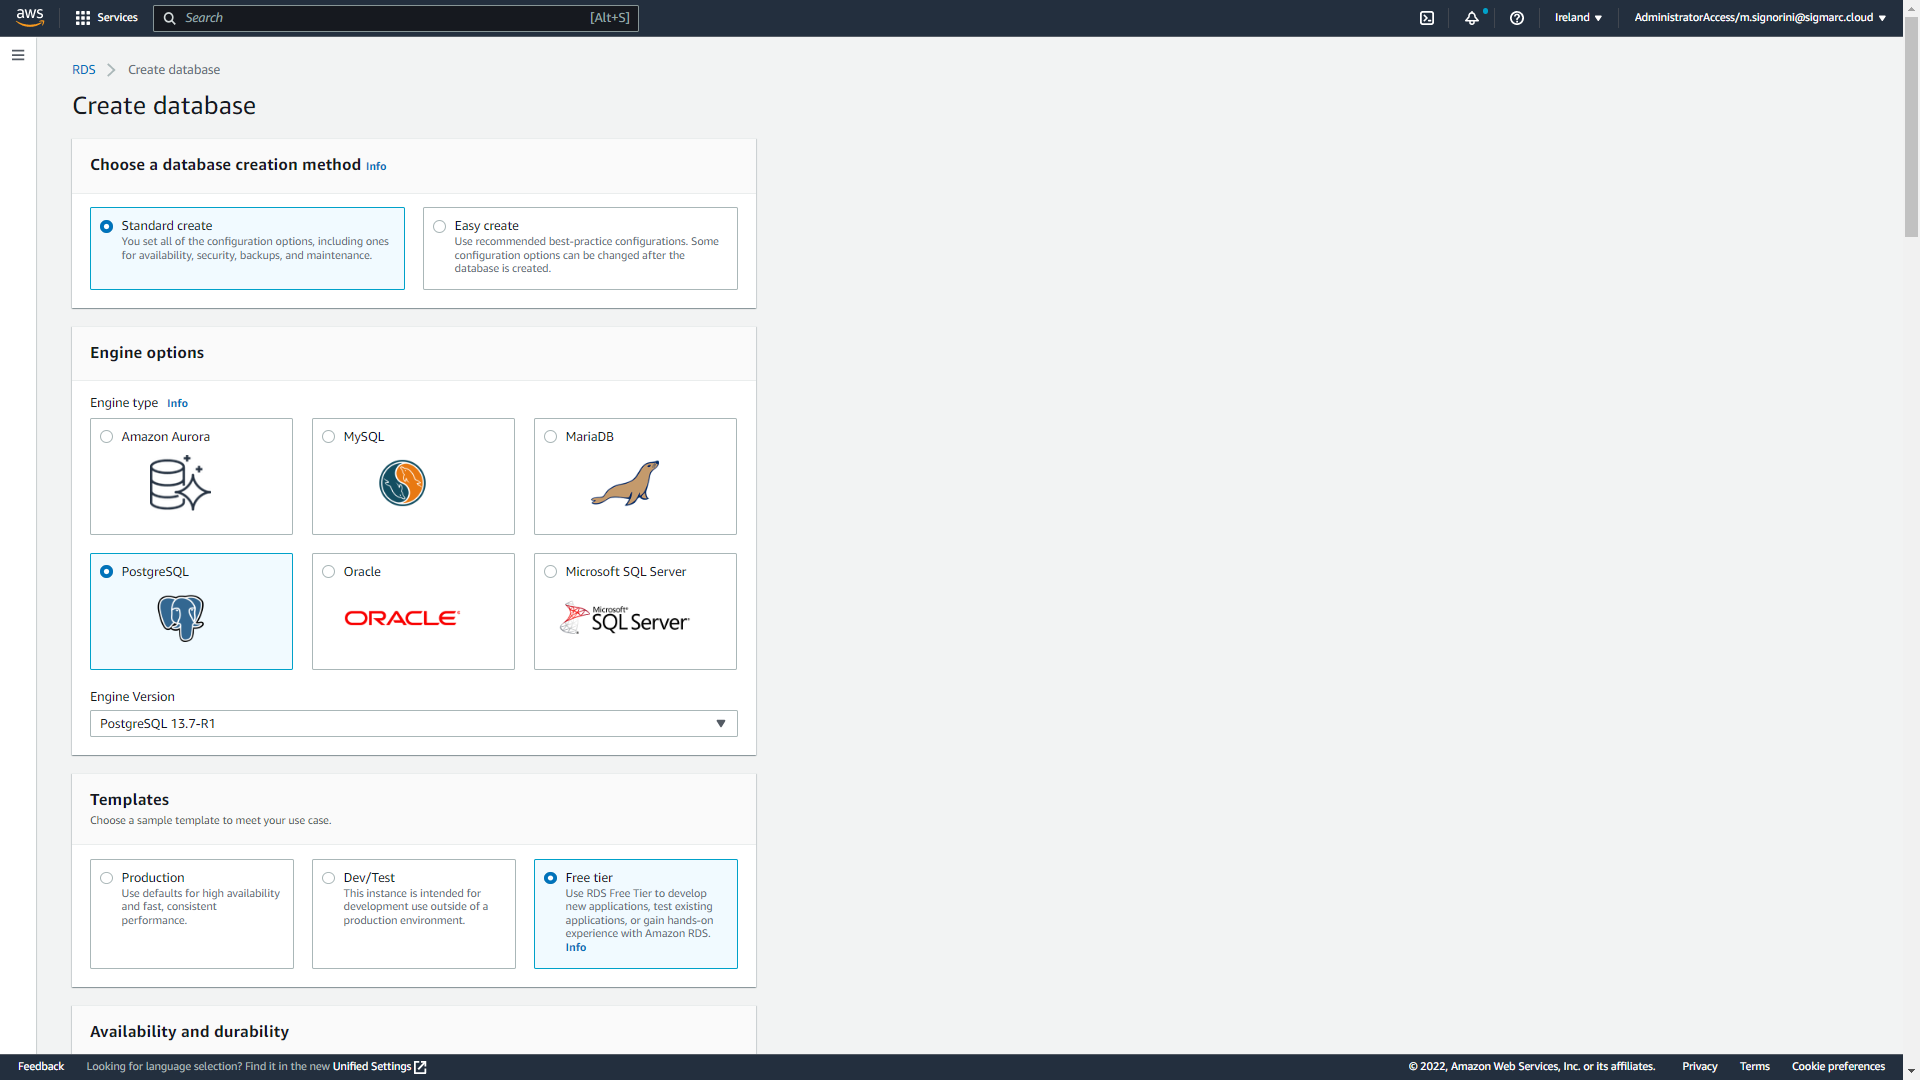 aws
Services
Search
[Alt+S]
Ireland
AdministratorAccess/m.signorini@sigmarc.cloud
RDS
Create database
Create database
Choose a database creation method Info
Standard create
You set all of the configuration options, including ones
for availability, security, backups, and maintenance.
Easy create
Use recommended best-practice configurations. Some
configuration options can be changed after the
database is created.
Engine options
Engine type Info
Amazon Aurora
MySQL
MariaDB
PostgreSQL
Oracle
ORACLE
Microsoft SQL Server
Microsoft
SQL Server
Engine Version
PostgreSQL 13.7-R1
Templates
Choose a sample template to meet your use case.
Production
Use defaults for high availability
and fast, consistent
performance.
Dev/Test
This instance is intended for
development use outside of a
production environment.
Free tier
Use RDS Free Tier to develop
new applications, test existing
applications, or gain hands-on
experience with Amazon RDS.
Info
Availability and durability
Feedback
Looking for language selection? Find it in the new Unified Settings
© 2022, Amazon Web Services, Inc. or its affiliates.
Privacy
Terms
Cookie preferences